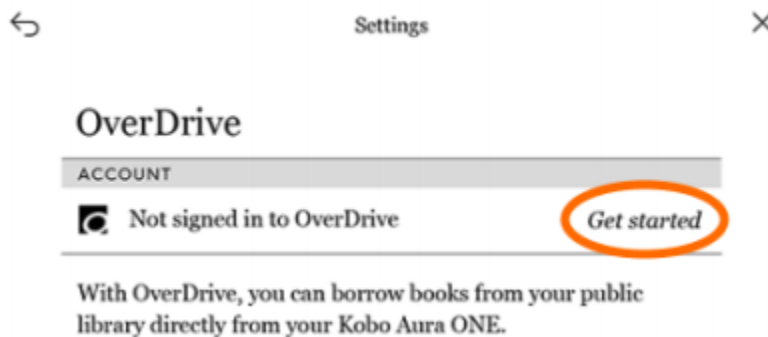 Settings
OverDrive
ACCOUNT
Not signed in to OverDrive Get started
With OverDrive, you can borrow books from your public
library directly from your Kobo Aura ONE.